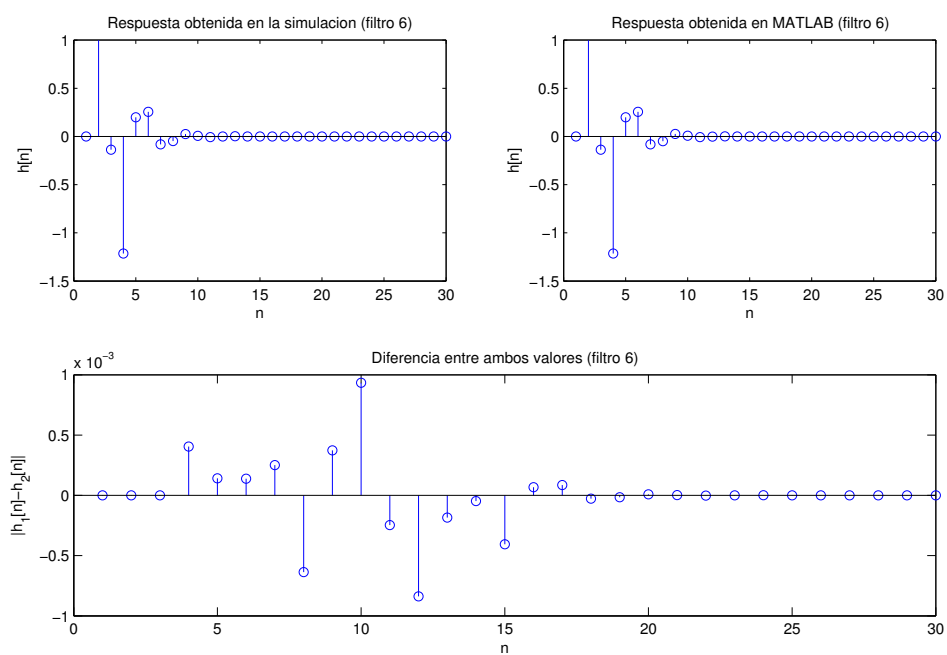 Respuesta obtenida en la simulacion (filtro 6)
1
0.5
0
−0.5
−1
−1.5
h[n]
0 5 10 15 20 25 30
n
Respuesta obtenida en MATLAB (filtro 6)
1
0.5
0
−0.5
−1
−1.5
h[n]
0 5 10 15 20 25 30
n
Diferencia entre ambos valores (filtro 6)
x 10⁻³
1
0.5
0
−0.5
−1
|h₁[n]−h₂[n]|
0 5 10 15 20 25 30
n